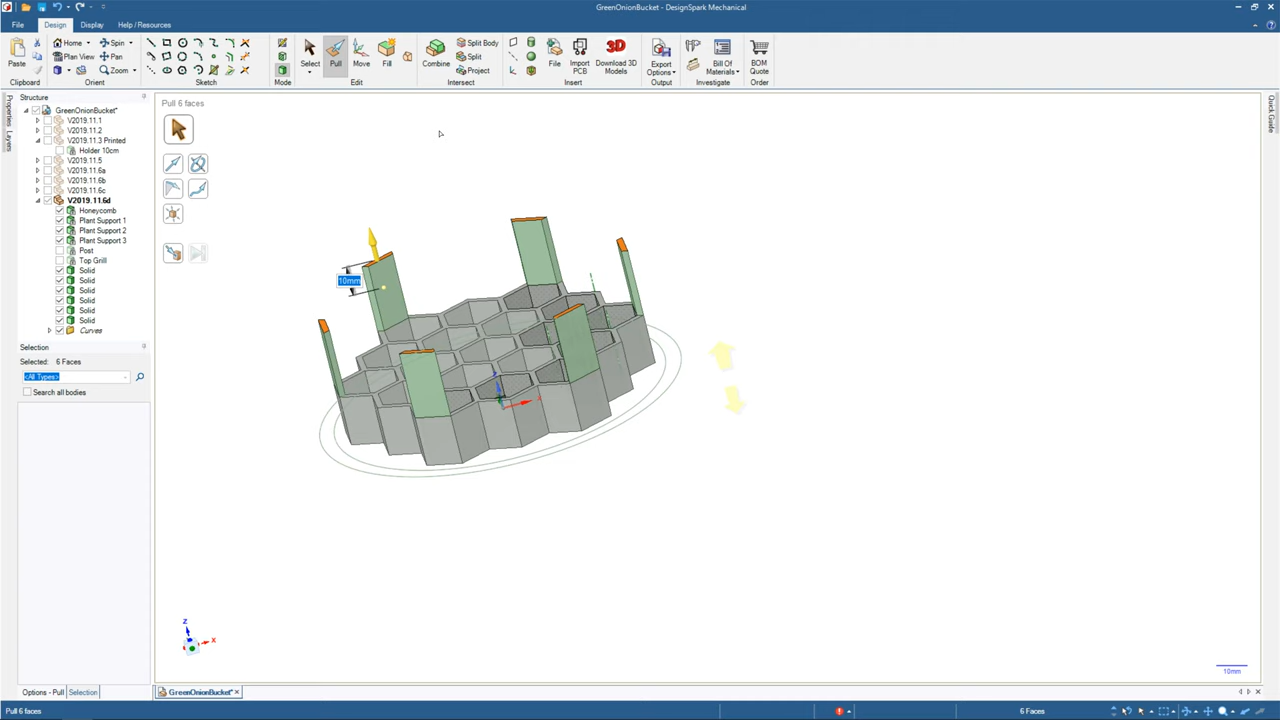 GreenOnionBucket* - DesignSpark Mechanical
File
Design
Display
Help / Resources
Paste
Home
Spin
Plan View
Pan
Zoom
Clipboard
Orient
Sketch
Mode
Select
Pull
Move
Fill
Edit
Combine
Split Body
Split
Project
Intersect
File
Import PCB
Download 3D Models
3D
Insert
Export Options
Output
Bill Of Materials
Investigate
BOM Quote
Order
Properties
Layers
Structure
GreenOnionBucket*
V2019.11.1
V2019.11.2
V2019.11.3 Printed
Holder 10cm
V2019.11.5
V2019.11.6a
V2019.11.6b
V2019.11.6c
V2019.11.6d
Honeycomb
Plant Support 1
Plant Support 2
Plant Support 3
Post
Top Grill
Solid
Solid
Solid
Solid
Solid
Solid
Curves
Selection
Selected: 6 Faces
<All Types>
Search all bodies
Options - Pull
Selection
Pull 6 faces
10mm
X
Z
X
10mm
Quick Guide
GreenOnionBucket*
Pull 6 faces
6 Faces